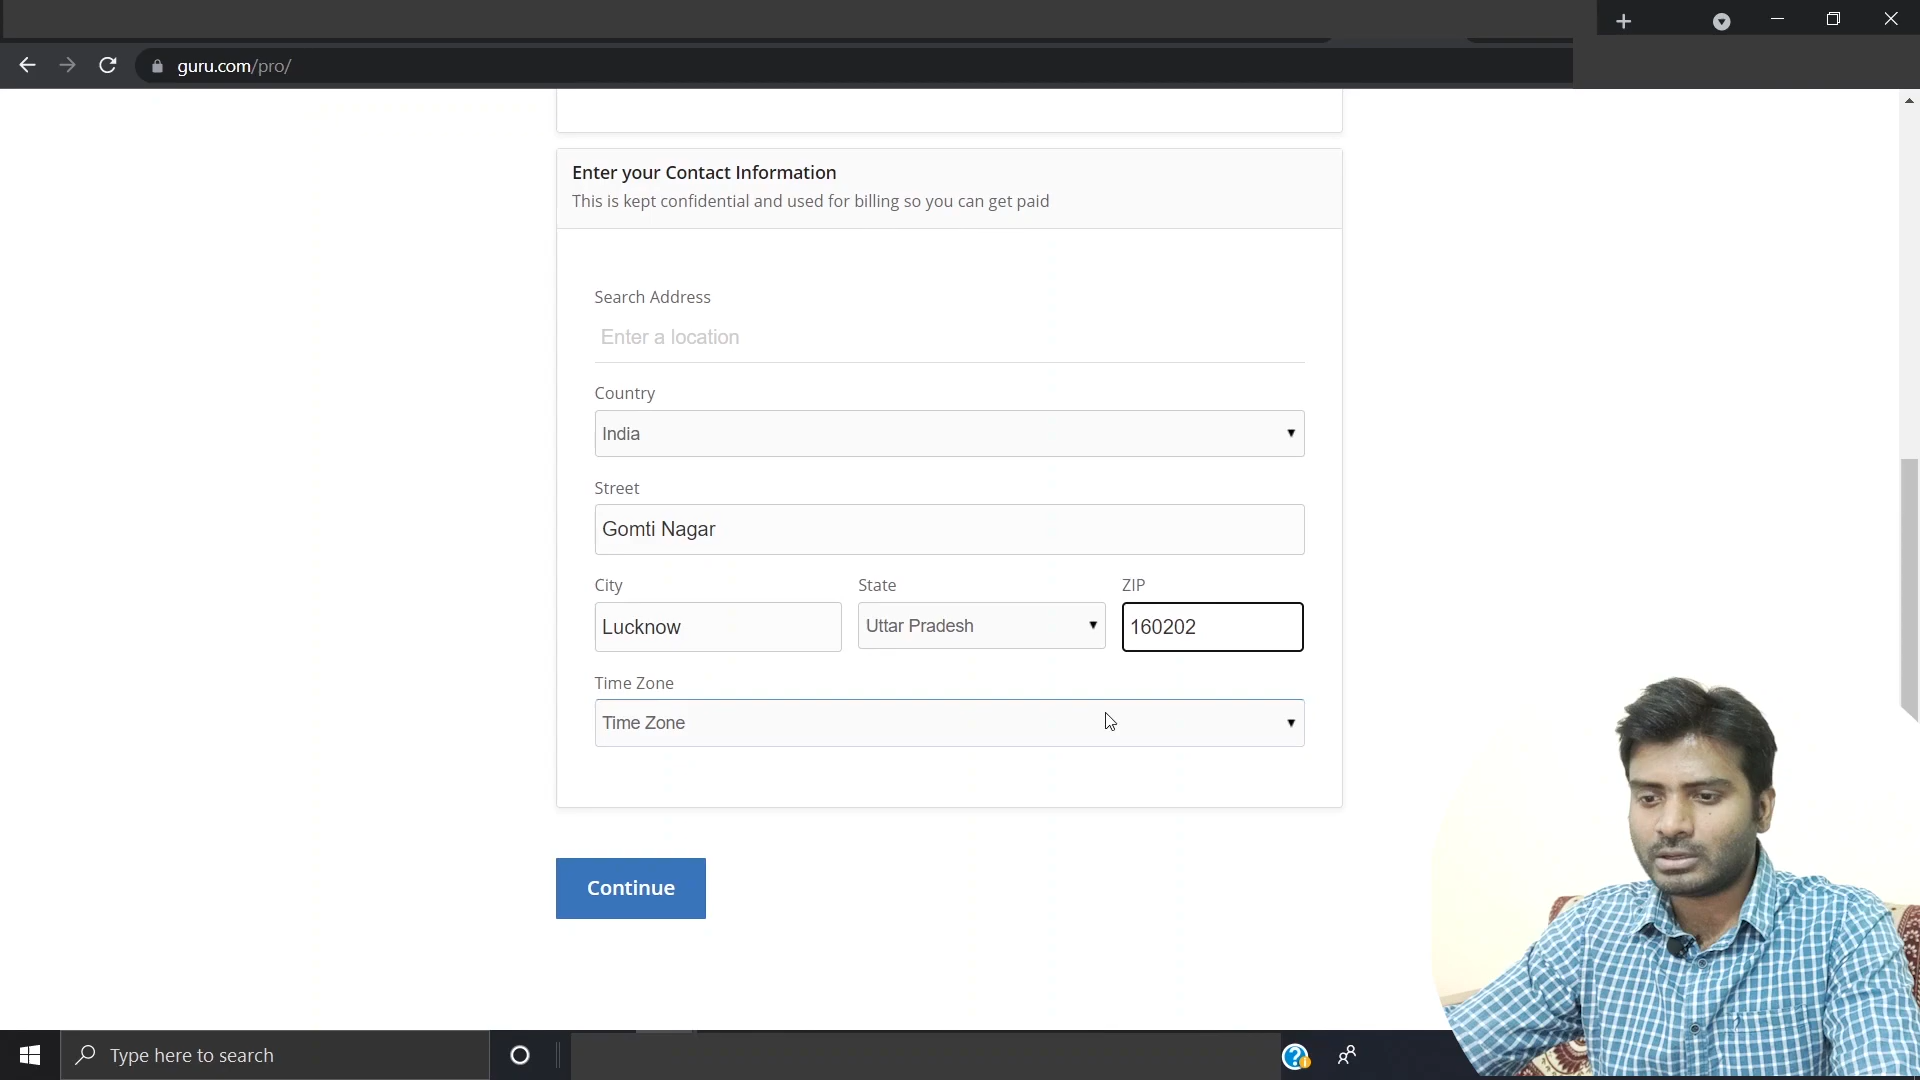 guru.com/pro/
Enter your Contact Information
This is kept confidential and used for billing so you can get paid
Search Address
Enter a location
Country
India
Street
Gomti Nagar
City State ZIP
Lucknow Uttar Pradesh 160202
Time Zone
Time Zone
Continue
Type here to search